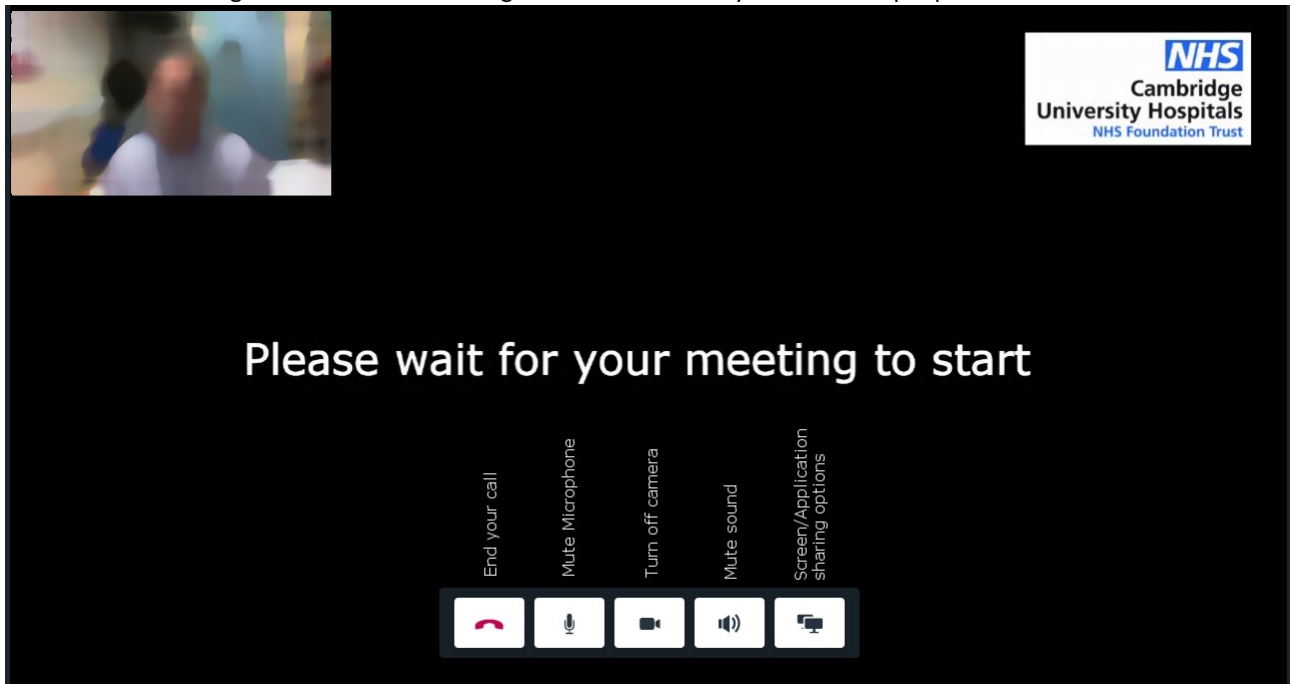 NHS
Cambridge
University Hospitals
NHS Foundation Trust
Please wait for your meeting to start
End your call
Mute Microphone
Turn off camera
Mute sound
Screen/Application
sharing options